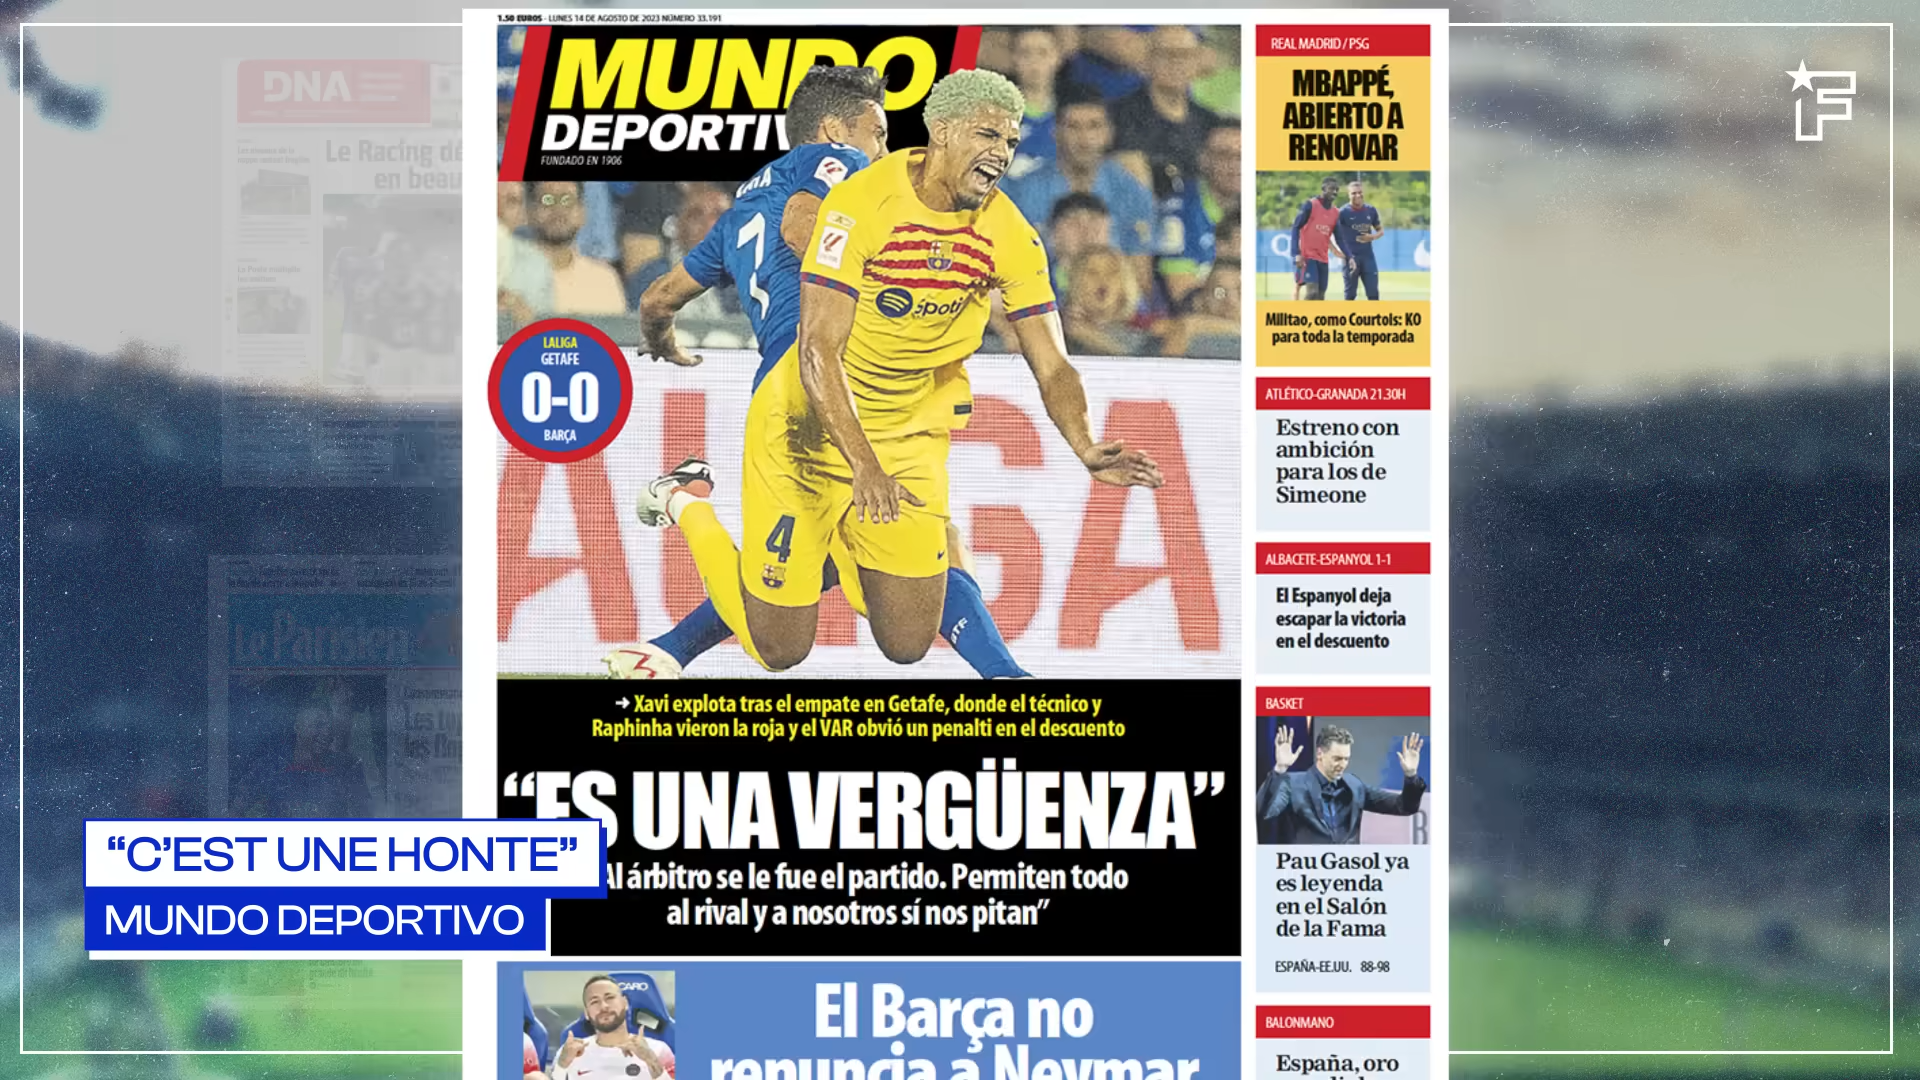 1.50 EUROS - LUNES 14 DE AGOSTO DE 2023 NÚMERO 33.191
MUNDO
DEPORTIV
FUNDADO EN 1906
7
LALIGA
GETAFE
0-0
BARÇA
4
GTF
➔ Xavi explota tras el empate en Getafe, donde el técnico y
Raphinha vieron la roja y el VAR obvió un penalti en el descuento
“ES UNA VERGÜENZA”
Al árbitro se le fue el partido. Permiten todo
al rival y a nosotros sí nos pitan”
El Barça no
renuncia a Neymar
REAL MADRID / PSG
MBAPPÉ,
ABIERTO A
RENOVAR
Militao, como Courtois: KO
para toda la temporada
ATLÉTICO-GRANADA 21.30H
Estreno con
ambición
para los de
Simeone
ALBACETE-ESPANYOL 1-1
El Espanyol deja
escapar la victoria
en el descuento
BASKET
Pau Gasol ya
es leyenda
en el Salón
de la Fama
ESPAÑA-EE.UU. 88-98
BALONMANO
España, oro
“C’EST UNE HONTE”
MUNDO DEPORTIVO
DNA
Le Racing dé
en beau
Le Parisien